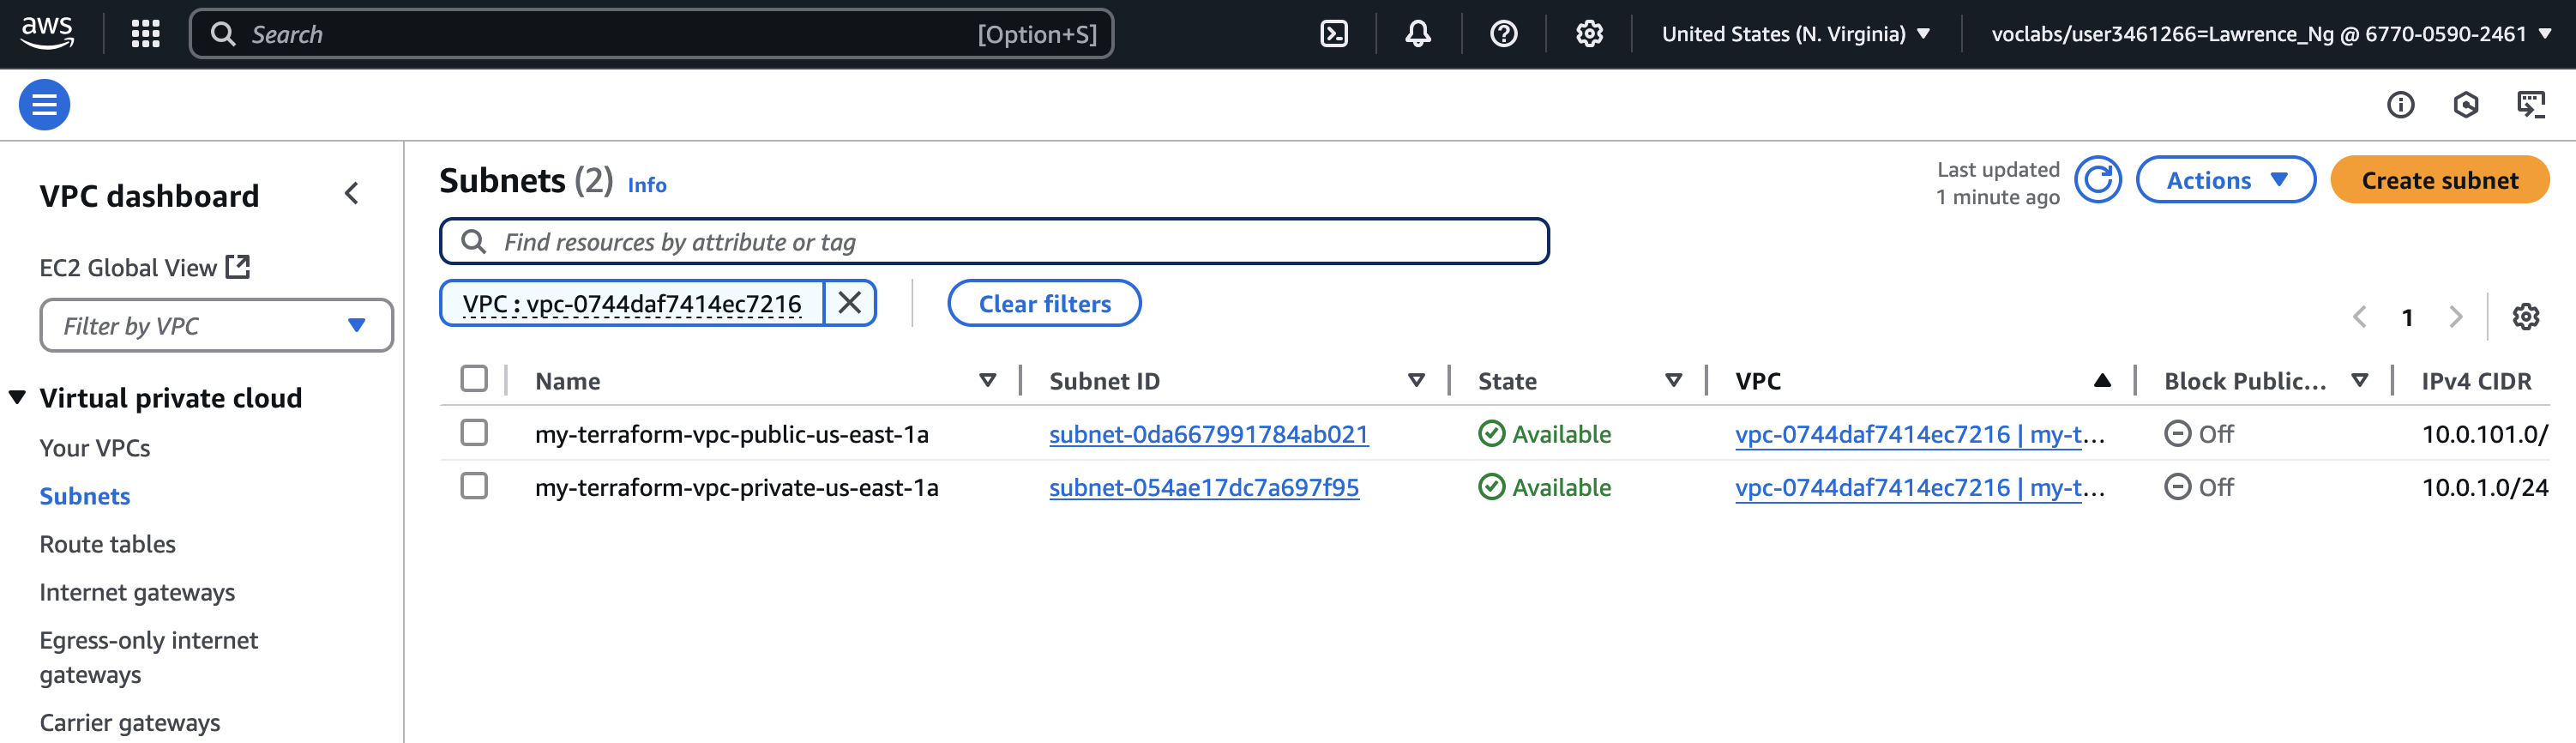 aws
Search [Option+S]
United States (N. Virginia)
voclabs/user3461266=Lawrence_Ng @ 6770-0590-2461
VPC dashboard
EC2 Global View
Filter by VPC
Virtual private cloud
Your VPCs
Subnets
Route tables
Internet gateways
Egress-only internet
gateways
Carrier gateways
Subnets (2) Info
Last updated
1 minute ago
Actions
Create subnet
Find resources by attribute or tag
VPC : vpc-0744daf7414ec7216
Clear filters
1
Name Subnet ID State VPC Block Public... IPv4 CIDR
my-terraform-vpc-public-us-east-1a subnet-0da667991784ab021 Available vpc-0744daf7414ec7216 | my-t... Off 10.0.101.0/
my-terraform-vpc-private-us-east-1a subnet-054ae17dc7a697f95 Available vpc-0744daf7414ec7216 | my-t... Off 10.0.1.0/24